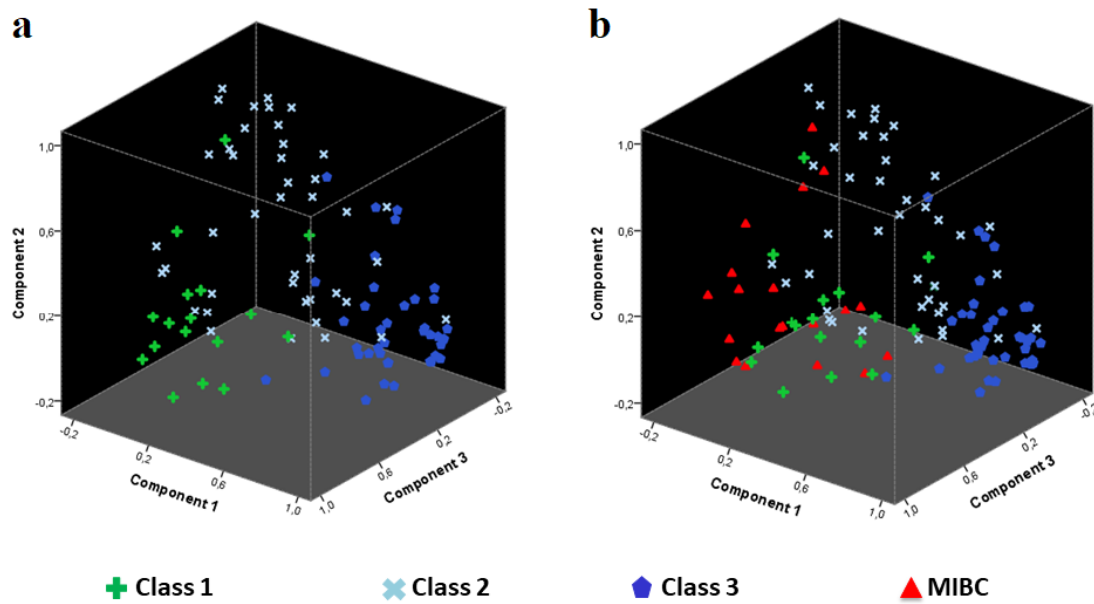 a
b
1,0
0,6
0,2
-0,2
Component 2
-0,2
0,2
0,6
1,0
Component 1
1,0
0,6
0,2
-0,2
Component 3
1,0
0,6
0,2
-0,2
Component 2
-0,2
0,2
0,6
1,0
Component 1
1,0
0,6
0,2
-0,2
Component 3
Class 1
Class 2
Class 3
MIBC